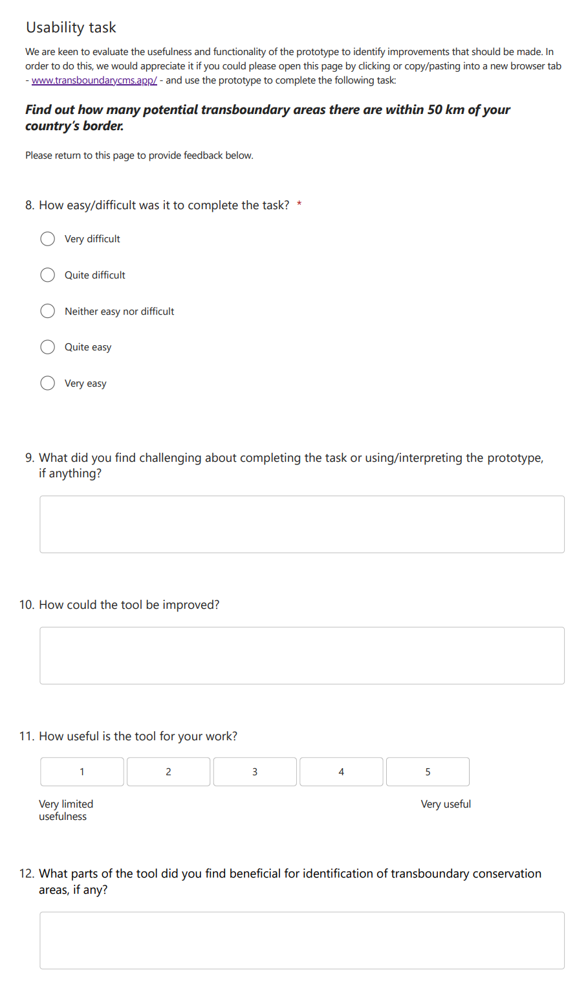 Usability task
We are keen to evaluate the usefulness and functionality of the prototype to identify improvements that should be made. In
order to do this, we would appreciate it if you could please open this page by clicking or copy/pasting into a new browser tab
- www.transboundarycms.app/ - and use the prototype to complete the following task:
Find out how many potential transboundary areas there are within 50 km of your
country's border.
Please return to this page to provide feedback below.
8. How easy/difficult was it to complete the task? *
Very difficult
Quite difficult
Neither easy nor difficult
Quite easy
Very easy
9. What did you find challenging about completing the task or using/interpreting the prototype,
if anything?
10. How could the tool be improved?
11. How useful is the tool for your work?
1 2 3 4 5
Very limited Very useful
usefulness
12. What parts of the tool did you find beneficial for identification of transboundary conservation
areas, if any?